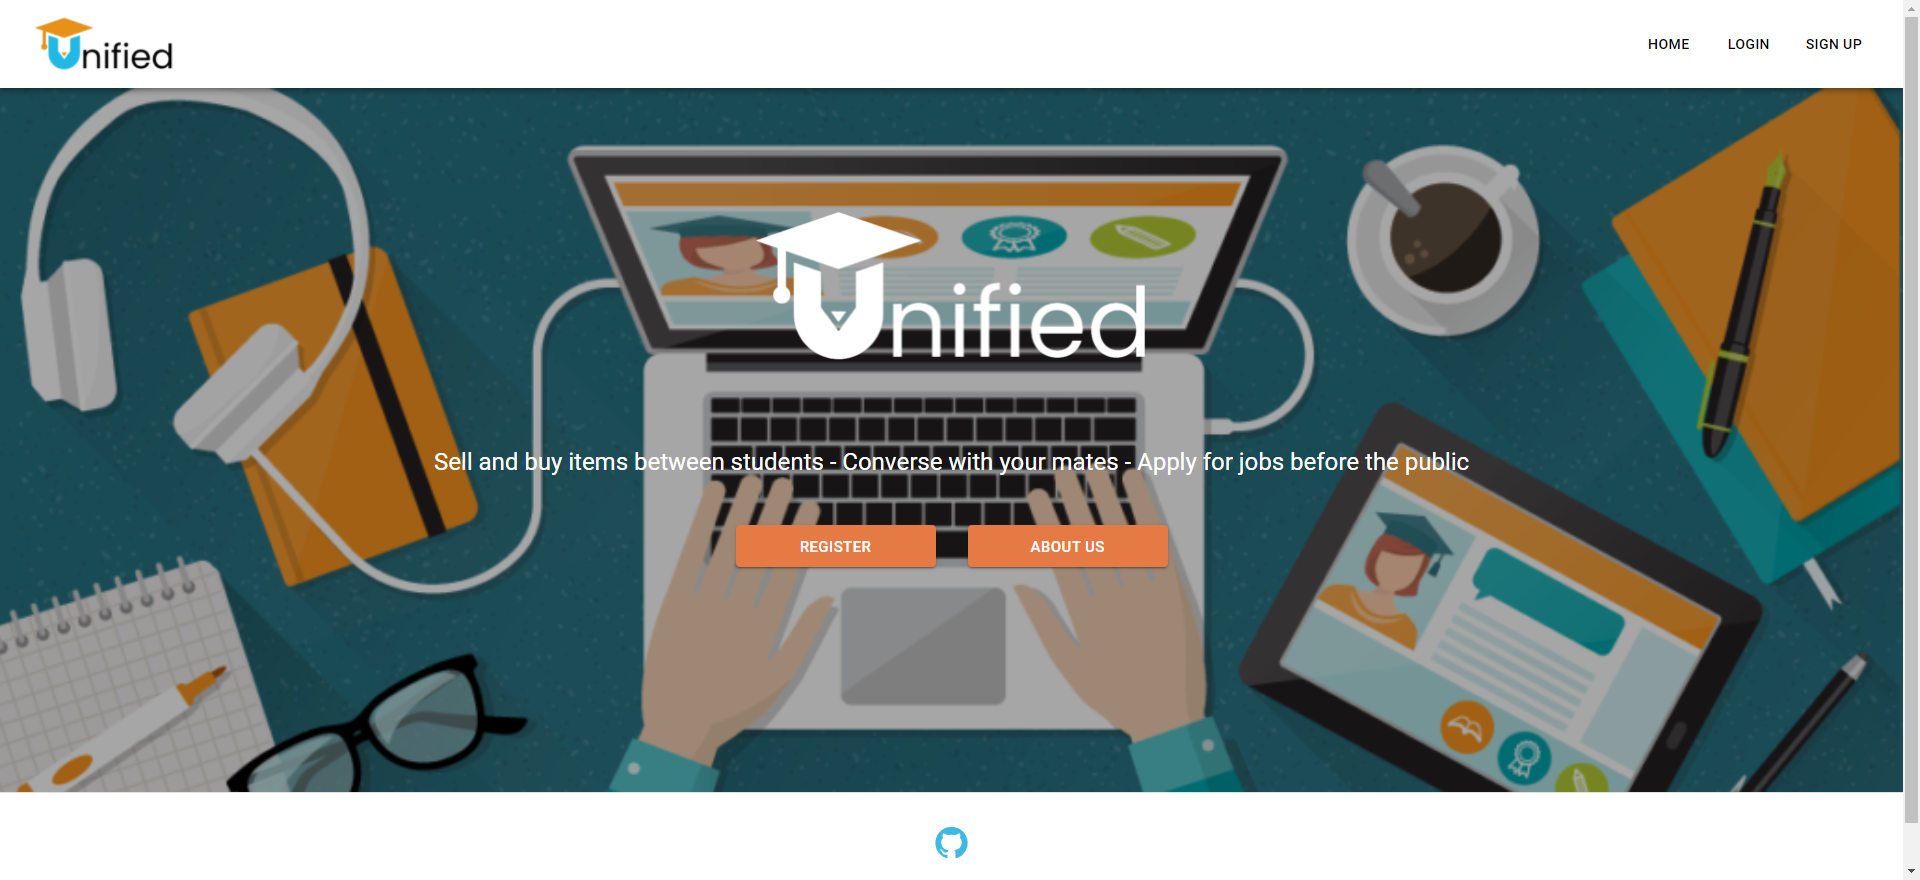 Unified
HOME LOGIN SIGN UP
Unified
Sell and buy items between students - Converse with your mates - Apply for jobs before the public
REGISTER ABOUT US